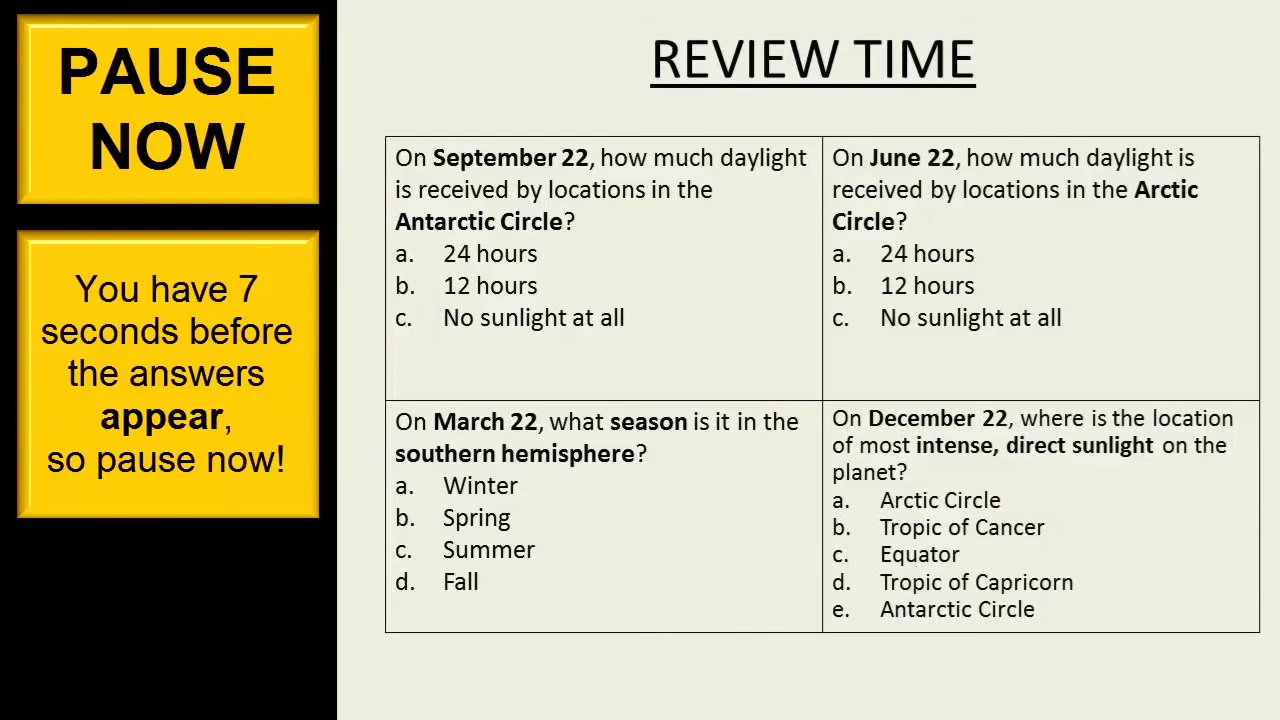 PAUSE
NOW
You have 7
seconds before
the answers
appear,
so pause now!
REVIEW TIME
On September 22, how much daylight
is received by locations in the
Antarctic Circle?
a. 24 hours
b. 12 hours
c. No sunlight at all
On June 22, how much daylight is
received by locations in the Arctic
Circle?
a. 24 hours
b. 12 hours
c. No sunlight at all
On March 22, what season is it in the
southern hemisphere?
a. Winter
b. Spring
c. Summer
d. Fall
On December 22, where is the location
of most intense, direct sunlight on the
planet?
a. Arctic Circle
b. Tropic of Cancer
c. Equator
d. Tropic of Capricorn
e. Antarctic Circle